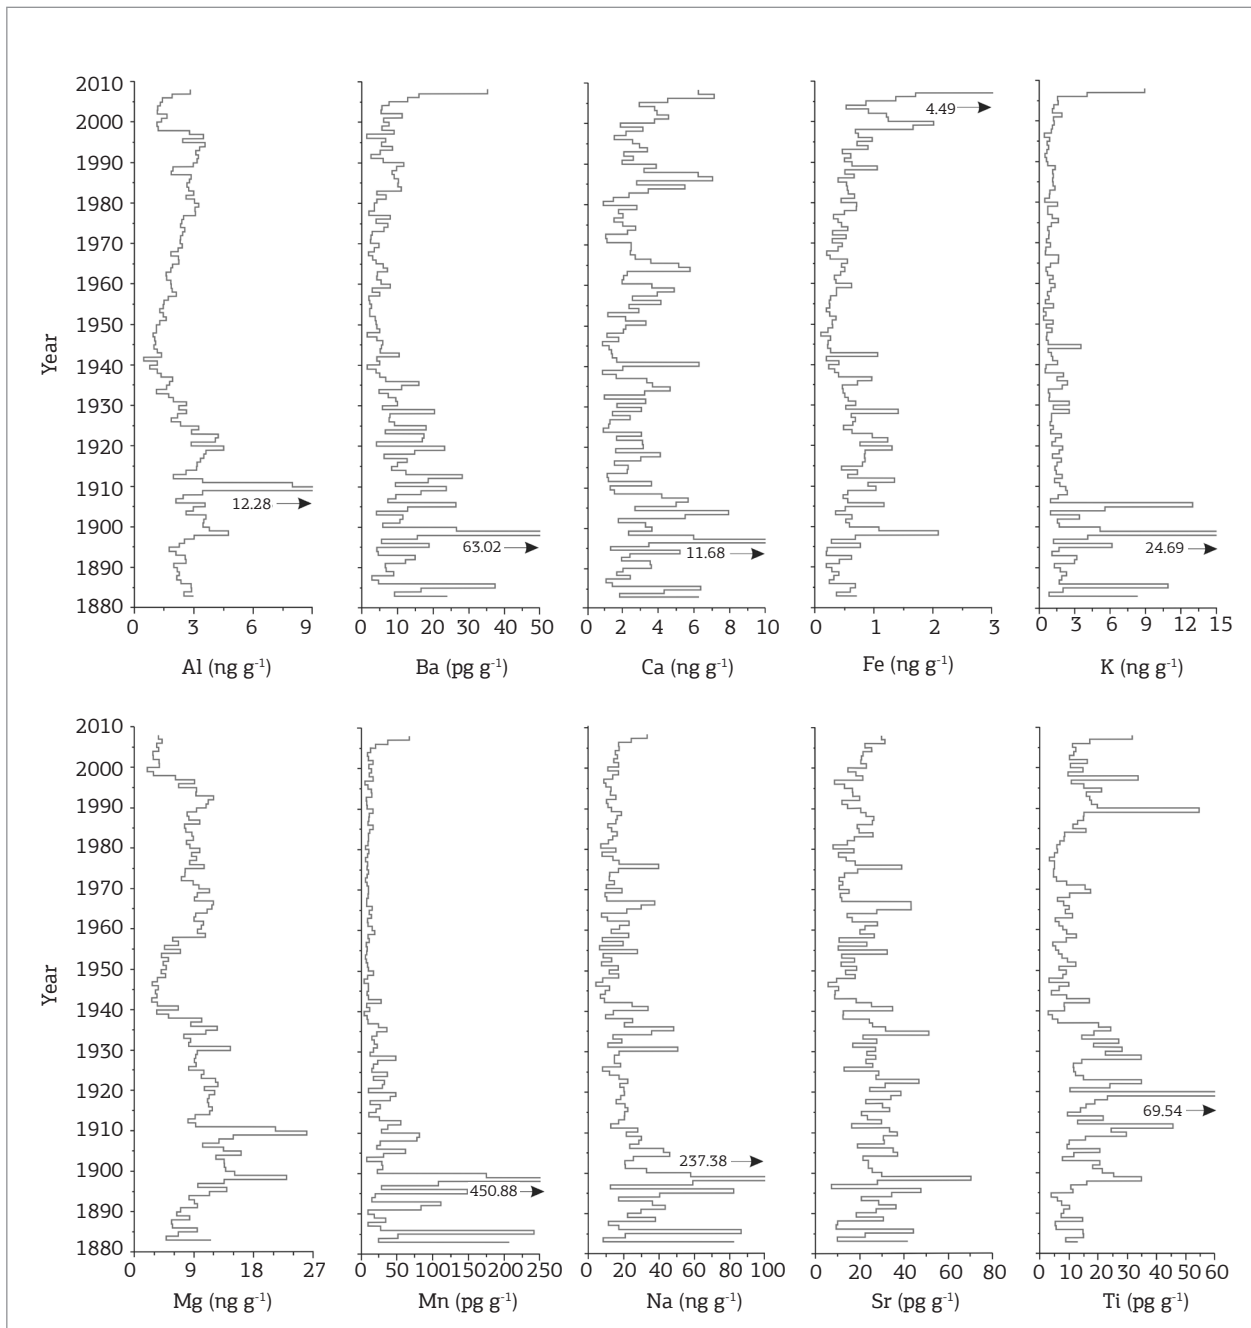 2010
2000
1990
1980
1970
1960
1950
1940
1930
1920
1910
1900
1890
1880
Year
12.28
63.02
11.68
4.49
24.69
0 3 6 9
0 10 20 30 40 50
0 2 4 6 8 10
0 1 2 3
0 3 6 9 12 15
Al (ng g-1)
Ba (pg g-1)
Ca (ng g-1)
Fe (ng g-1)
K (ng g-1)
2010
2000
1990
1980
1970
1960
1950
1940
1930
1920
1910
1900
1890
1880
Year
450.88
237.38
69.54
0 9 18 27
0 50 100 150 200 250
0 20 40 60 80 100
20 40 60 80
0 10 20 30 40 50 60
Mg (ng g-1)
Mn (pg g-1)
Na (ng g-1)
Sr (pg g-1)
Ti (pg g-1)